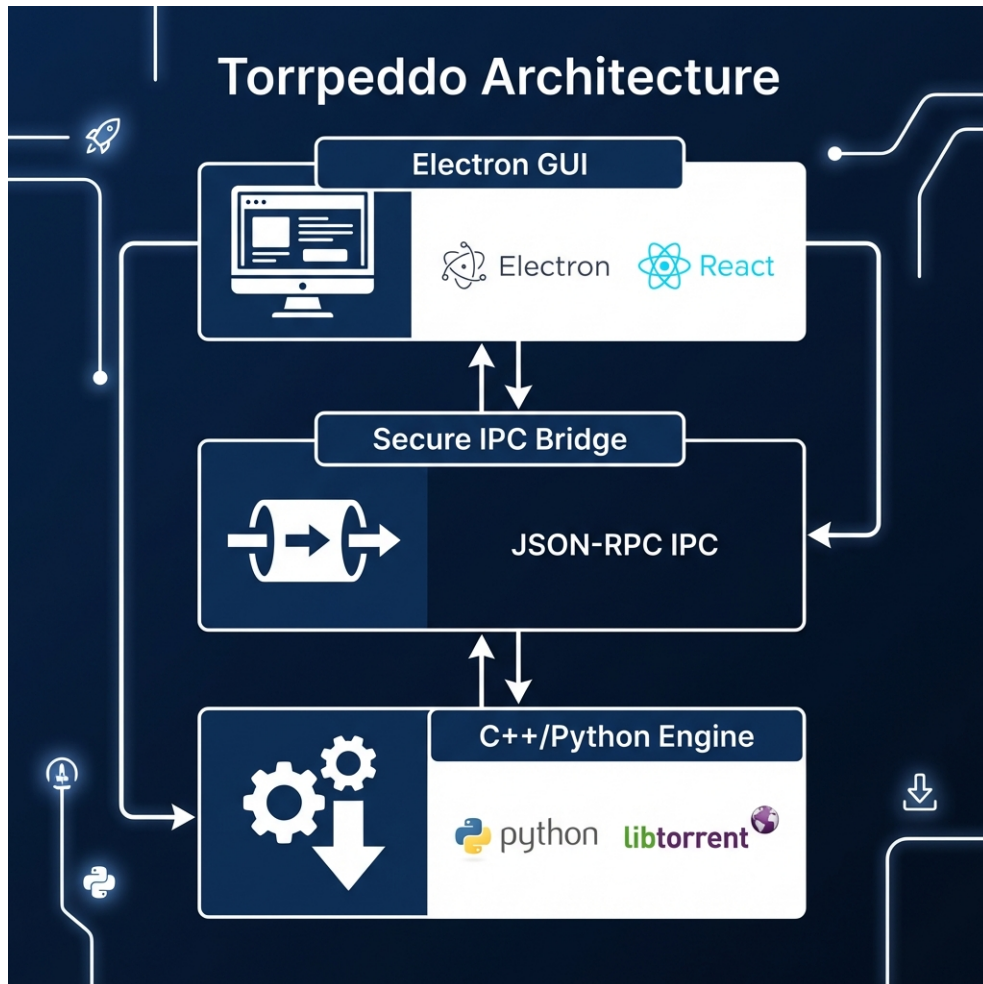 Torrpeddo Architecture
Electron GUI
Electron React
Secure IPC Bridge
JSON-RPC IPC
C++/Python Engine
python libtorrent